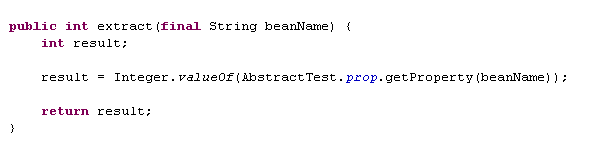 public int extract(final String beanName) {
    int result;

    result = Integer.valueOf(AbstractTest.prop.getProperty(beanName));

    return result;
}